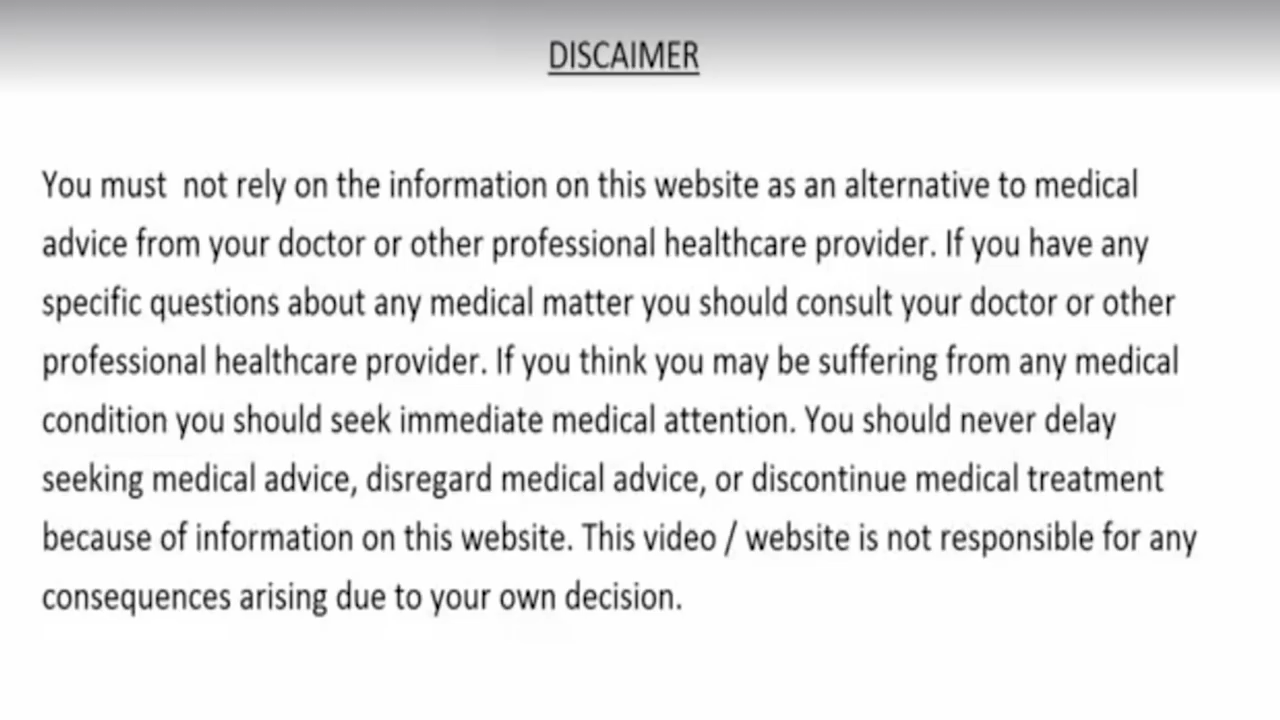 DISCAIMER
You must  not rely on the information on this website as an alternative to medical
advice from your doctor or other professional healthcare provider. If you have any
specific questions about any medical matter you should consult your doctor or other
professional healthcare provider. If you think you may be suffering from any medical
condition you should seek immediate medical attention. You should never delay
seeking medical advice, disregard medical advice, or discontinue medical treatment
because of information on this website. This video / website is not responsible for any
consequences arising due to your own decision.